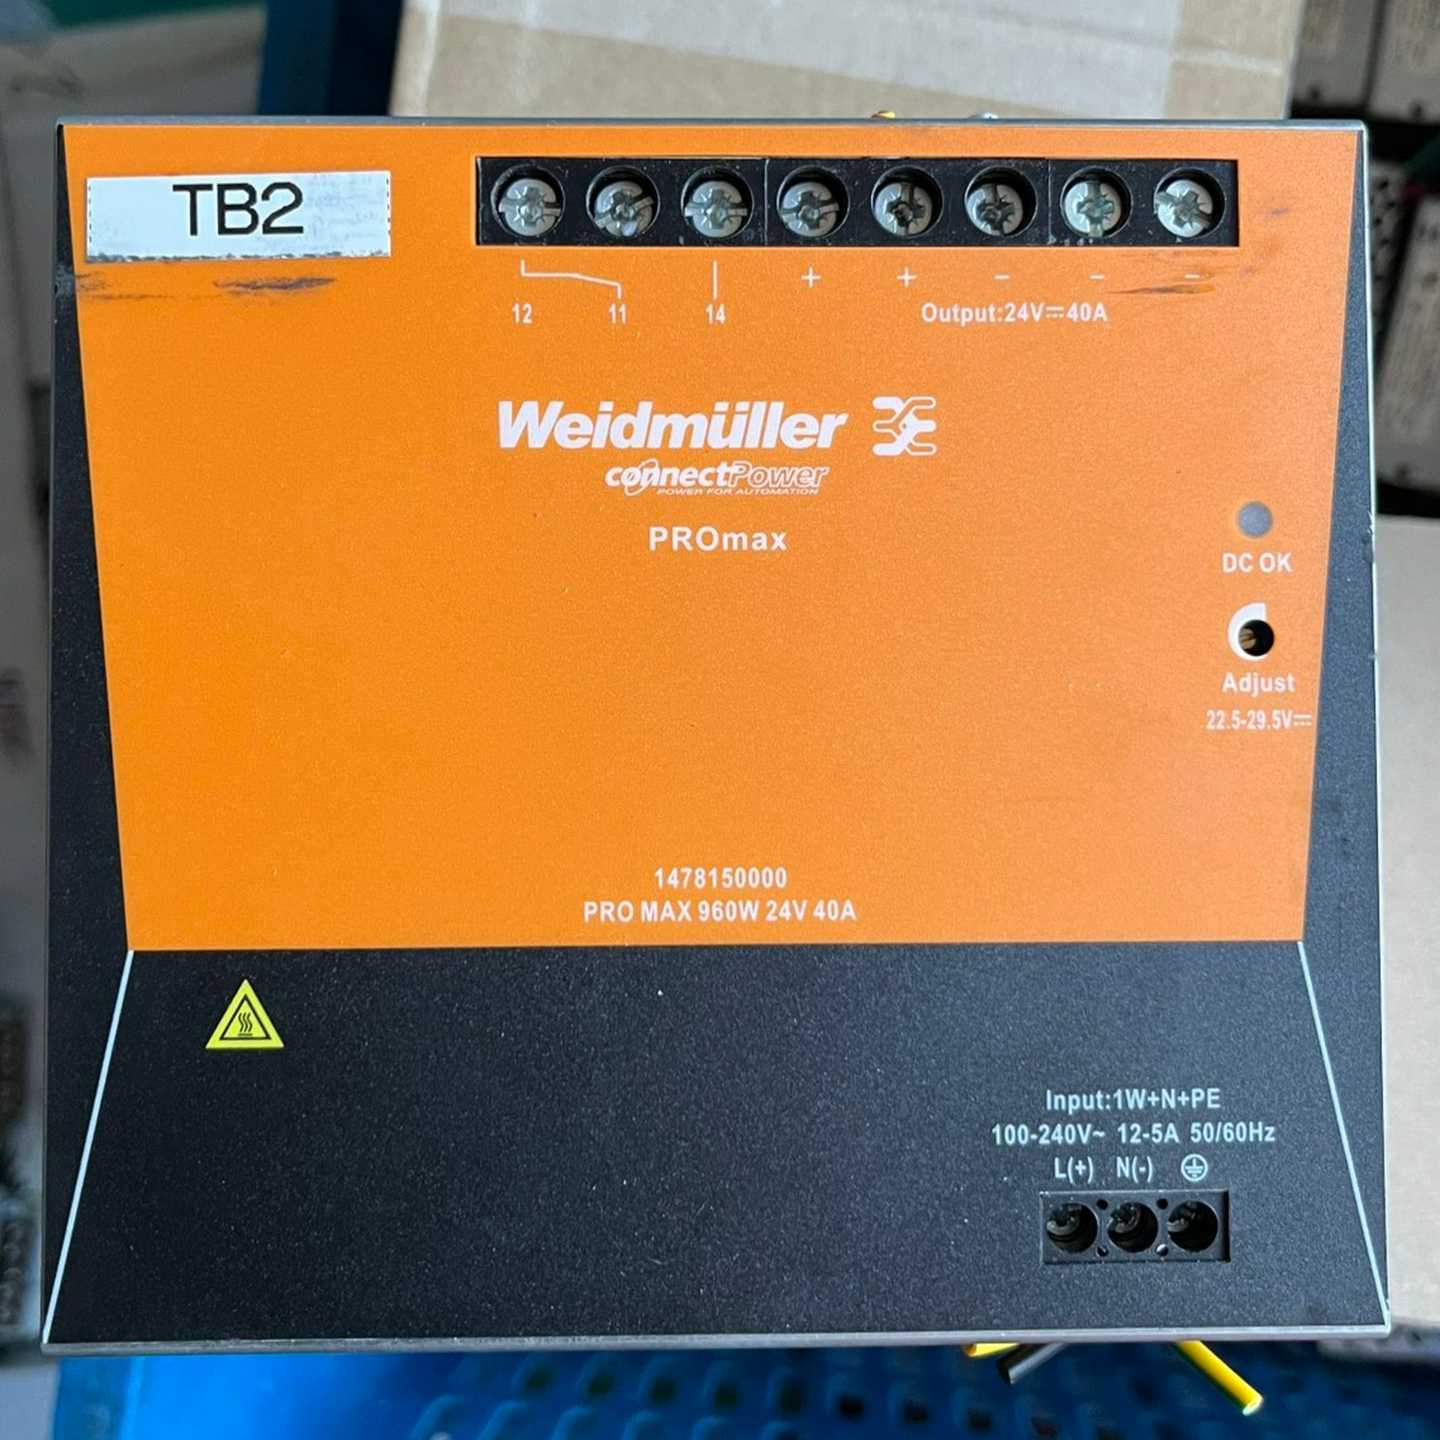 TB2
+ + - - -
12 11 14
Output:24V⎓40A
Weidmüller
connectPower
POWER FOR AUTOMATION
PROmax
DC OK
Adjust
22.5-29.5V⎓
1478150000
PRO MAX 960W 24V 40A
Input:1W+N+PE
100-240V~ 12-5A 50/60Hz
L(+) N(-)